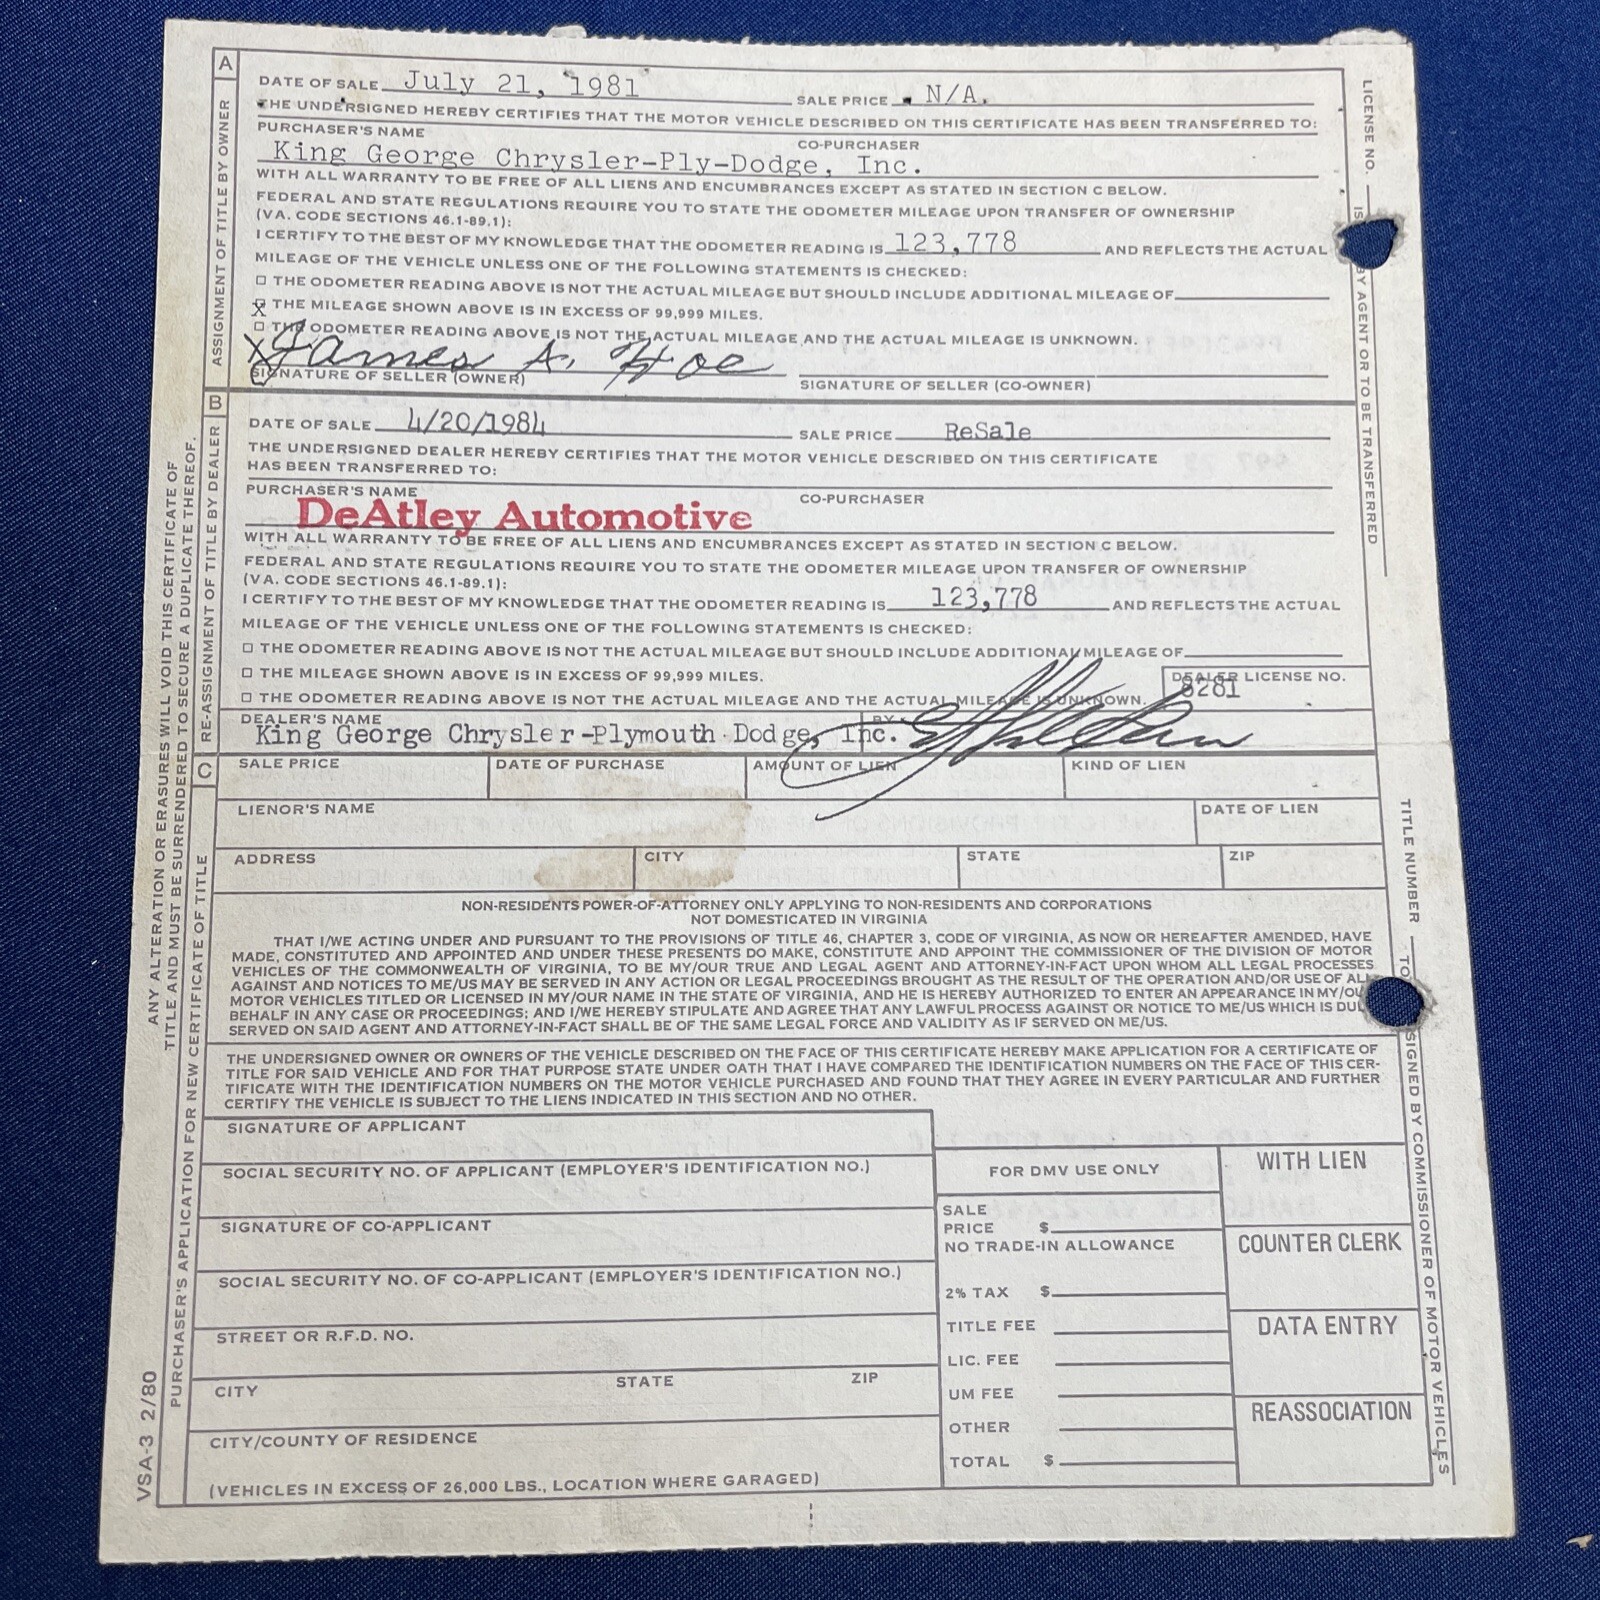 A
DATE OF SALE July 21, 1981 SALE PRICE N/A.
THE UNDERSIGNED HEREBY CERTIFIES THAT THE MOTOR VEHICLE DESCRIBED ON THIS CERTIFICATE HAS BEEN TRANSFERRED TO:
PURCHASER'S NAME CO-PURCHASER
King George Chrysler-Ply-Dodge, Inc.
WITH ALL WARRANTY TO BE FREE OF ALL LIENS AND ENCUMBRANCES EXCEPT AS STATED IN SECTION C BELOW.
FEDERAL AND STATE REGULATIONS REQUIRE YOU TO STATE THE ODOMETER MILEAGE UPON TRANSFER OF OWNERSHIP
(VA. CODE SECTIONS 46.1-89.1):
I CERTIFY TO THE BEST OF MY KNOWLEDGE THAT THE ODOMETER READING IS 123,778 AND REFLECTS THE ACTUAL
MILEAGE OF THE VEHICLE UNLESS ONE OF THE FOLLOWING STATEMENTS IS CHECKED:
☐ THE ODOMETER READING ABOVE IS NOT THE ACTUAL MILEAGE BUT SHOULD INCLUDE ADDITIONAL MILEAGE OF
X THE MILEAGE SHOWN ABOVE IS IN EXCESS OF 99,999 MILES.
☐ THE ODOMETER READING ABOVE IS NOT THE ACTUAL MILEAGE AND THE ACTUAL MILEAGE IS UNKNOWN.
X James A. Hoe
SIGNATURE OF SELLER (OWNER) SIGNATURE OF SELLER (CO-OWNER)
ASSIGNMENT OF TITLE BY OWNER
B
DATE OF SALE 4/20/1984 SALE PRICE ReSale
THE UNDERSIGNED DEALER HEREBY CERTIFIES THAT THE MOTOR VEHICLE DESCRIBED ON THIS CERTIFICATE
HAS BEEN TRANSFERRED TO:
PURCHASER'S NAME CO-PURCHASER
DeAtley Automotive
WITH ALL WARRANTY TO BE FREE OF ALL LIENS AND ENCUMBRANCES EXCEPT AS STATED IN SECTION C BELOW.
FEDERAL AND STATE REGULATIONS REQUIRE YOU TO STATE THE ODOMETER MILEAGE UPON TRANSFER OF OWNERSHIP
(VA. CODE SECTIONS 46.1-89.1):
I CERTIFY TO THE BEST OF MY KNOWLEDGE THAT THE ODOMETER READING IS 123,778 AND REFLECTS THE ACTUAL
MILEAGE OF THE VEHICLE UNLESS ONE OF THE FOLLOWING STATEMENTS IS CHECKED:
☐ THE ODOMETER READING ABOVE IS NOT THE ACTUAL MILEAGE BUT SHOULD INCLUDE ADDITIONAL MILEAGE OF
☐ THE MILEAGE SHOWN ABOVE IS IN EXCESS OF 99,999 MILES.
☐ THE ODOMETER READING ABOVE IS NOT THE ACTUAL MILEAGE AND THE ACTUAL MILEAGE IS UNKNOWN.
DEALER LICENSE NO.
8281
DEALER'S NAME BY
King George Chrysler-Plymouth Dodge, Inc.
RE-ASSIGNMENT OF TITLE BY DEALER
C
SALE PRICE DATE OF PURCHASE AMOUNT OF LIEN KIND OF LIEN
LIENOR'S NAME DATE OF LIEN
ADDRESS CITY STATE ZIP
NON-RESIDENTS POWER-OF-ATTORNEY ONLY APPLYING TO NON-RESIDENTS AND CORPORATIONS
NOT DOMESTICATED IN VIRGINIA
THAT I/WE ACTING UNDER AND PURSUANT TO THE PROVISIONS OF TITLE 46, CHAPTER 3, CODE OF VIRGINIA, AS NOW OR HEREAFTER AMENDED, HAVE
MADE, CONSTITUTED AND APPOINTED AND UNDER THESE PRESENTS DO MAKE, CONSTITUTE AND APPOINT THE COMMISSIONER OF THE DIVISION OF MOTOR
VEHICLES OF THE COMMONWEALTH OF VIRGINIA, TO BE MY/OUR TRUE AND LEGAL AGENT AND ATTORNEY-IN-FACT UPON WHOM ALL LEGAL PROCESSES
AGAINST AND NOTICES TO ME/US MAY BE SERVED IN ANY ACTION OR LEGAL PROCEEDINGS BROUGHT AS THE RESULT OF THE OPERATION AND/OR USE OF AL
MOTOR VEHICLES TITLED OR LICENSED IN MY/OUR NAME IN THE STATE OF VIRGINIA, AND HE IS HEREBY AUTHORIZED TO ENTER AN APPEARANCE IN MY/OU
BEHALF IN ANY CASE OR PROCEEDINGS; AND I/WE HEREBY STIPULATE AND AGREE THAT ANY LAWFUL PROCESS AGAINST OR NOTICE TO ME/US WHICH IS DUL
SERVED ON SAID AGENT AND ATTORNEY-IN-FACT SHALL BE OF THE SAME LEGAL FORCE AND VALIDITY AS IF SERVED ON ME/US.
THE UNDERSIGNED OWNER OR OWNERS OF THE VEHICLE DESCRIBED ON THE FACE OF THIS CERTIFICATE HEREBY MAKE APPLICATION FOR A CERTIFICATE OF
TITLE FOR SAID VEHICLE AND FOR THAT PURPOSE STATE UNDER OATH THAT I HAVE COMPARED THE IDENTIFICATION NUMBERS ON THE FACE OF THIS CER-
TIFICATE WITH THE IDENTIFICATION NUMBERS ON THE MOTOR VEHICLE PURCHASED AND FOUND THAT THEY AGREE IN EVERY PARTICULAR AND FURTHER
CERTIFY THE VEHICLE IS SUBJECT TO THE LIENS INDICATED IN THIS SECTION AND NO OTHER.
SIGNATURE OF APPLICANT
SOCIAL SECURITY NO. OF APPLICANT (EMPLOYER'S IDENTIFICATION NO.)
SIGNATURE OF CO-APPLICANT
SOCIAL SECURITY NO. OF CO-APPLICANT (EMPLOYER'S IDENTIFICATION NO.)
STREET OR R.F.D. NO.
CITY STATE ZIP
CITY/COUNTY OF RESIDENCE
(VEHICLES IN EXCESS OF 26,000 LBS., LOCATION WHERE GARAGED)
FOR DMV USE ONLY
SALE
PRICE $
NO TRADE-IN ALLOWANCE
2% TAX $
TITLE FEE
LIC. FEE
UM FEE
OTHER
TOTAL $
WITH LIEN
COUNTER CLERK
DATA ENTRY
REASSOCIATION
PURCHASER'S APPLICATION FOR NEW CERTIFICATE OF TITLE
ANY ALTERATION OR ERASURES WILL VOID THIS CERTIFICATE OF
TITLE AND MUST BE SURRENDERED TO SECURE A DUPLICATE THEREOF.
VSA-3 2/80
LICENSE NO.
BY AGENT OR TO BE TRANSFERRED
TITLE NUMBER TO SIGNED BY COMMISSIONER OF MOTOR VEHICLES